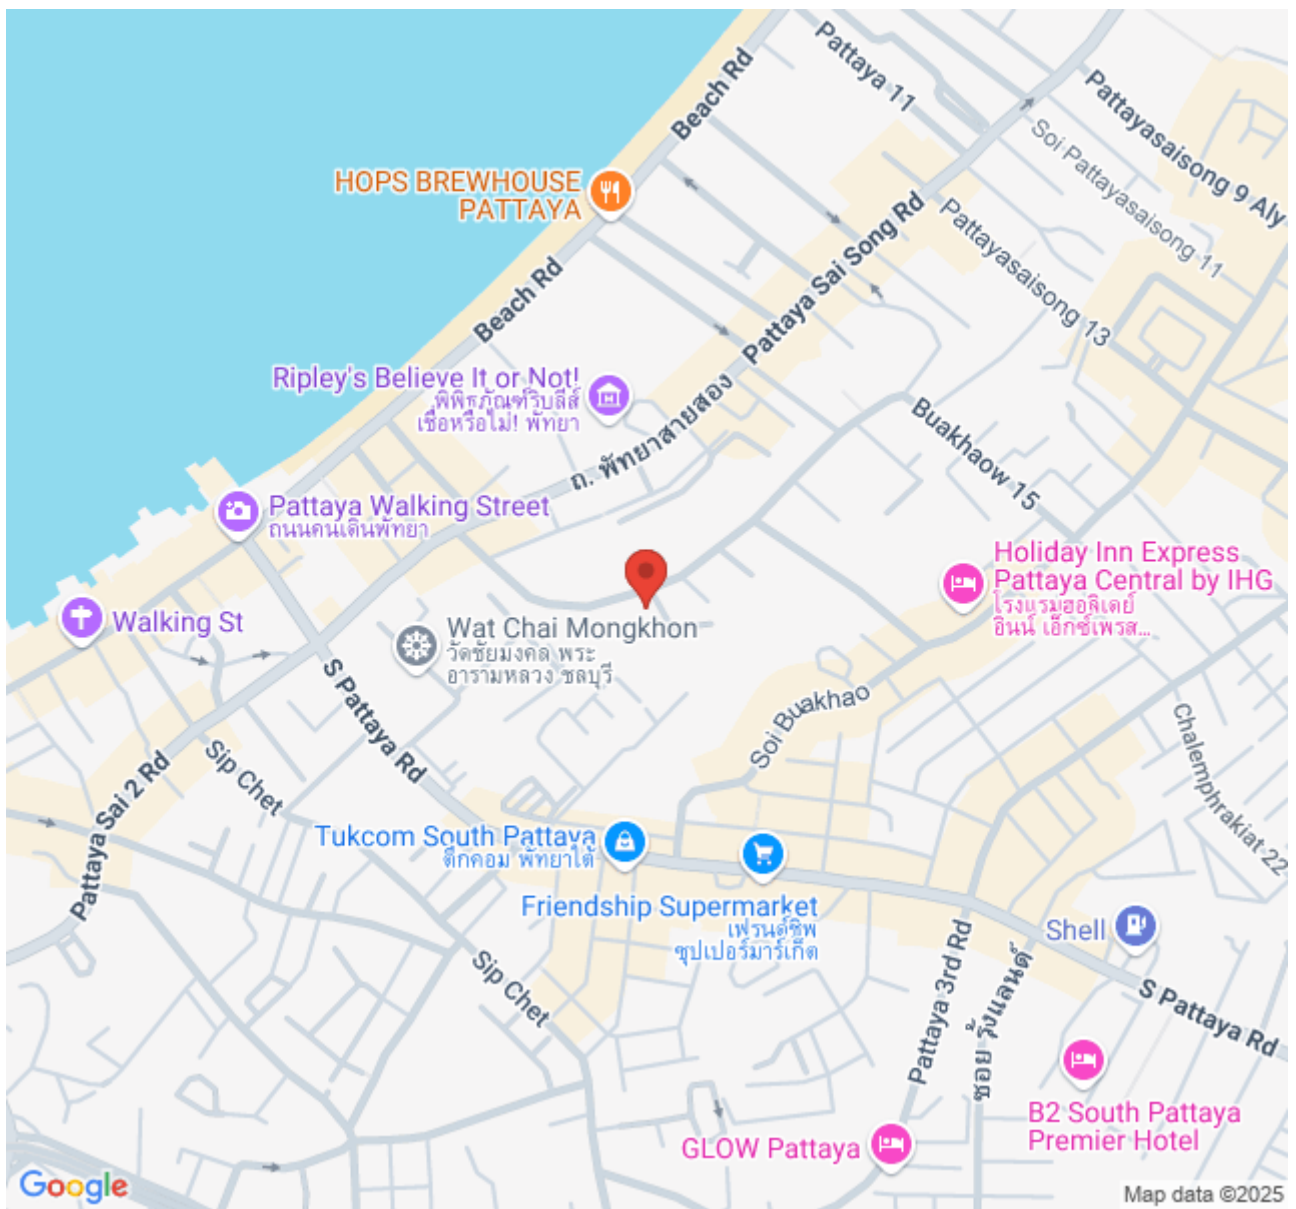 Beach Rd
Pattaya 11
Pattayasaisong 9 Aly
Soi Pattayasaisong 11
HOPS BREWHOUSE
PATTAYA
Pattaya Sai Song Rd
Pattayasaisong 13
Beach Rd
Ripley's Believe It or Not!
พิพิธภัณฑ์ริบลีส์
เชื่อหรือไม่! พัทยา
ถ. พัทยาสายสอง
Buakhaow 15
Pattaya Walking Street
ถนนคนเดินพัทยา
Holiday Inn Express
Pattaya Central by IHG
โรงแรมฮอลิเดย์
อินน์ เอ็กซ์เพรส...
Walking St
Wat Chai Mongkhon
วัดชัยมงคล พระ
อารามหลวง ชลบุรี
S Pattaya Rd
Soi Buakhao
Chalemphrakiat 22
Sip Chet
Pattaya Sai 2 Rd
Tukcom South Pattaya
ตึกคอม พัทยาใต้
Friendship Supermarket
เฟรนด์ชิพ
ซุปเปอร์มาร์เก็ต
Shell
Sip Chet
Pattaya 3rd Rd
ซอย รุ้งแลนด์
S Pattaya Rd
B2 South Pattaya
Premier Hotel
GLOW Pattaya
Google
Map data ©2025